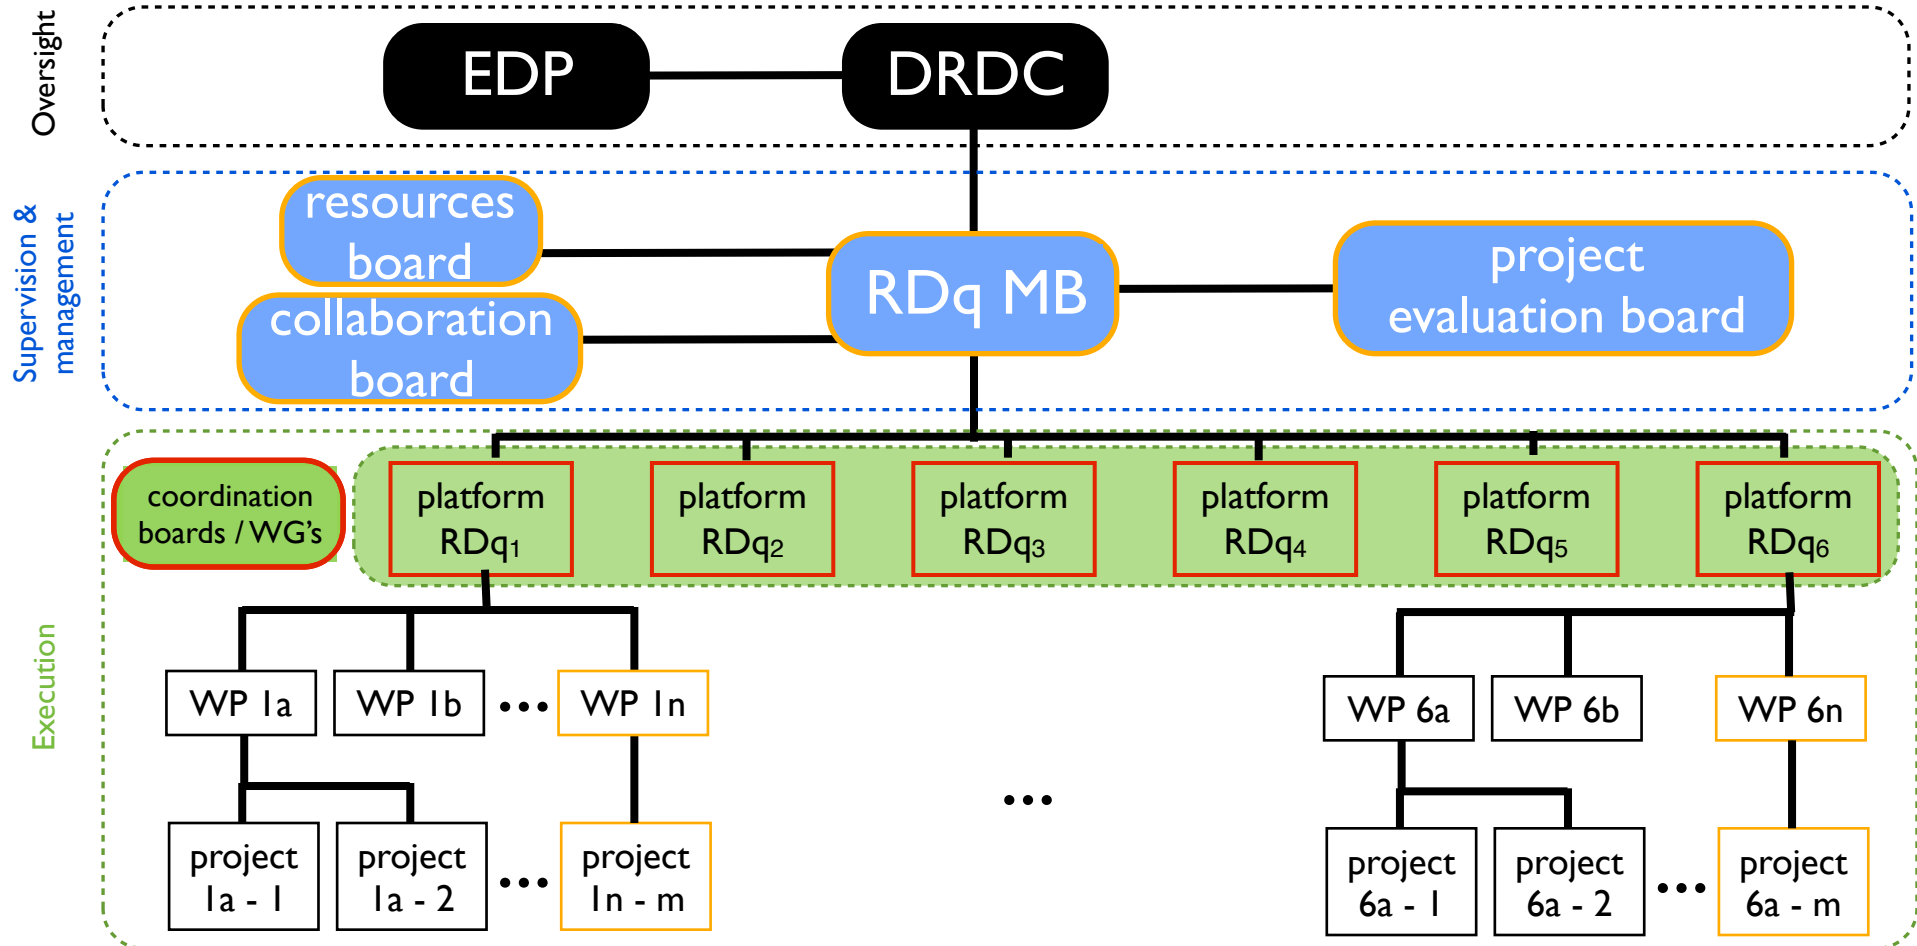 Oversight
EDP
DRDC
Supervision &
management
resources
board
collaboration
board
RDq MB
project
evaluation board
Execution
coordination
boards / WG's
platform
RDq1
platform
RDq2
platform
RDq3
platform
RDq4
platform
RDq5
platform
RDq6
WP 1a
WP 1b
...
WP 1n
WP 6a
WP 6b
WP 6n
...
project
1a - 1
project
1a - 2
...
project
1n - m
project
6a - 1
project
6a - 2
...
project
6a - m